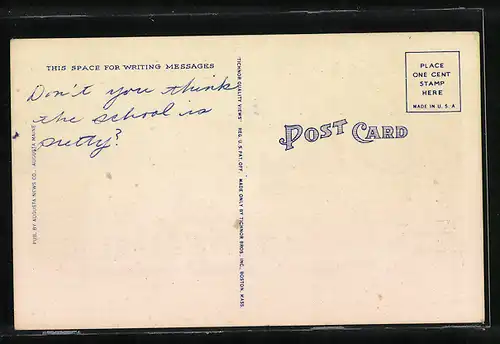 THIS SPACE FOR WRITING MESSAGES
Don't you think
the school is
pretty?
PUB. BY AUGUSTA NEWS CO., AUGUSTA, MAINE
"TICHNOR QUALITY VIEWS" REG. U. S. PAT. OFF. MADE ONLY BY TICHNOR BROS., INC., BOSTON, MASS.
POST CARD
PLACE
ONE CENT
STAMP
HERE
MADE IN U. S. A